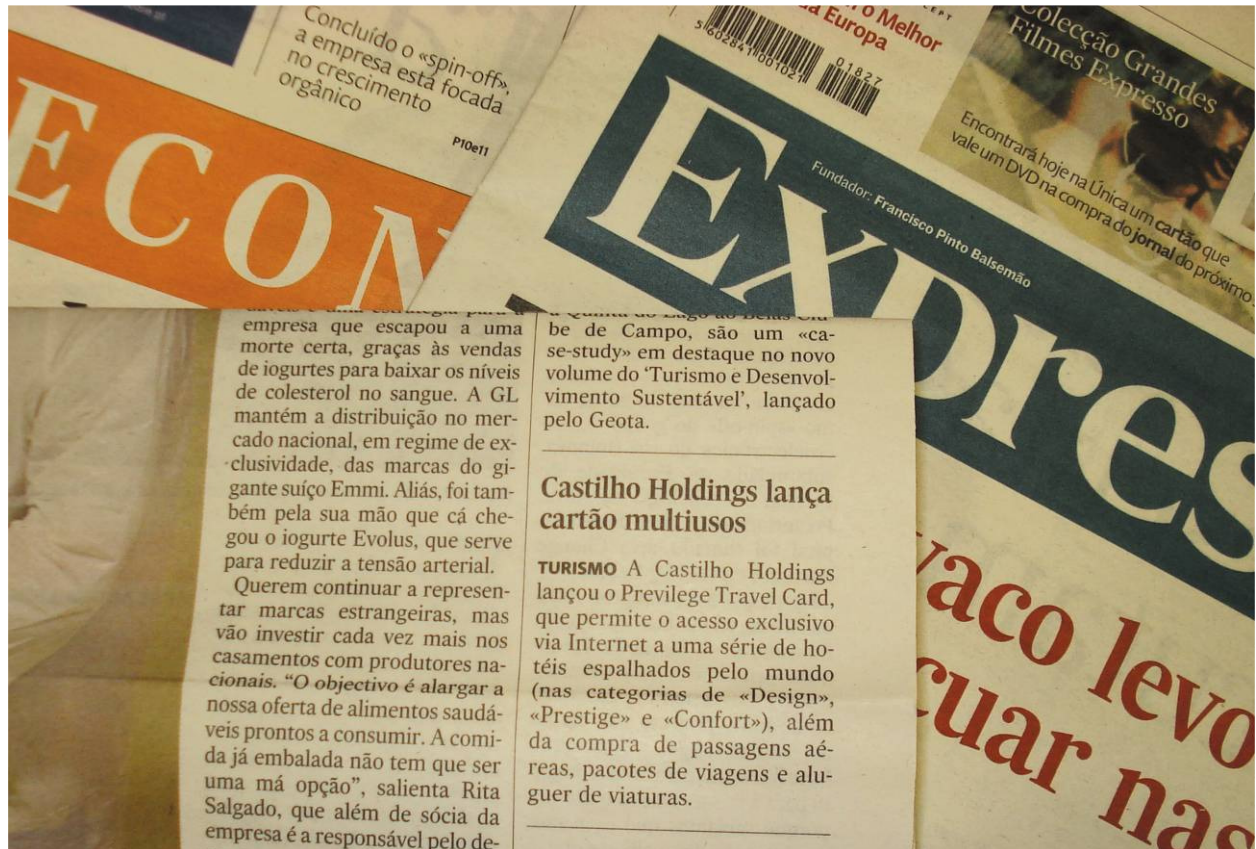 Concluído o «spin-off»,
a empresa está focada
no crescimento
orgânico
P10e11
ECON
o Melhor
da Europa
5 602841 001021
01827
Colecção Grandes
Filmes Expresso
Encontrará hoje na Única um cartão que
vale um DVD na compra do jornal do próximo
Fundador: Francisco Pinto Balsemão
Expres
vaco levo
cuar nas
empresa que escapou a uma
morte certa, graças às vendas
de iogurtes para baixar os níveis
de colesterol no sangue. A GL
mantém a distribuição no mer-
cado nacional, em regime de ex-
clusividade, das marcas do gi-
gante suíço Emmi. Aliás, foi tam-
bém pela sua mão que cá che-
gou o iogurte Evolus, que serve
para reduzir a tensão arterial.
Querem continuar a represen-
tar marcas estrangeiras, mas
vão investir cada vez mais nos
casamentos com produtores na-
cionais. “O objectivo é alargar a
nossa oferta de alimentos saudá-
veis prontos a consumir. A comi-
da já embalada não tem que ser
uma má opção”, salienta Rita
Salgado, que além de sócia da
empresa é a responsável pelo de-
a Quinta do Lago ao Belas Clu-
be de Campo, são um «ca-
se-study» em destaque no novo
volume do ‘Turismo e Desenvol-
vimento Sustentável’, lançado
pelo Geota.
Castilho Holdings lança
cartão multiusos
TURISMO A Castilho Holdings
lançou o Previlege Travel Card,
que permite o acesso exclusivo
via Internet a uma série de ho-
téis espalhados pelo mundo
(nas categorias de «Design»,
«Prestige» e «Confort»), além
da compra de passagens aé-
reas, pacotes de viagens e alu-
guer de viaturas.